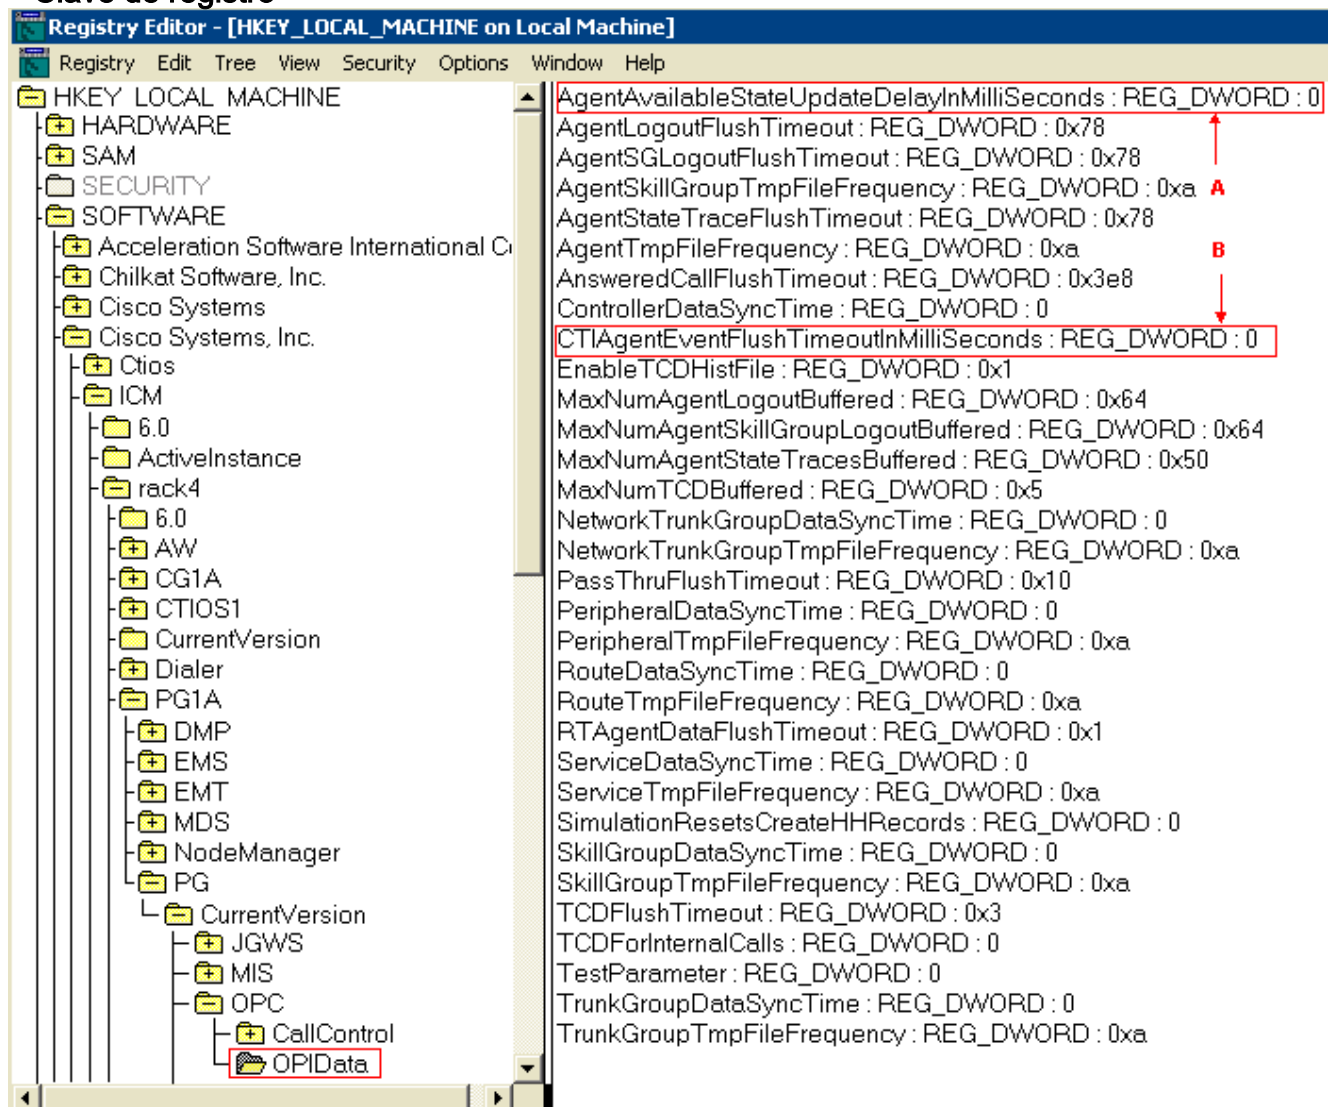 Clave de registro
Registry Editor - [HKEY_LOCAL_MACHINE on Local Machine]
Registry Edit Tree View Security Options Window Help
HKEY_LOCAL_MACHINE
HARDWARE
SAM
SECURITY
SOFTWARE
Acceleration Software International Co
Chilkat Software, Inc.
Cisco Systems
Cisco Systems, Inc.
Ctios
ICM
6.0
ActiveInstance
rack4
6.0
AW
CG1A
CTIOS1
CurrentVersion
Dialer
PG1A
DMP
EMS
EMT
MDS
NodeManager
PG
CurrentVersion
JGWS
MIS
OPC
CallControl
OPIData
AgentAvailableStateUpdateDelayInMilliSeconds : REG_DWORD : 0
AgentLogoutFlushTimeout : REG_DWORD : 0x78
AgentSGLogoutFlushTimeout : REG_DWORD : 0x78
AgentSkillGroupTmpFileFrequency : REG_DWORD : 0xa
A
AgentStateTraceFlushTimeout : REG_DWORD : 0x78
AgentTmpFileFrequency : REG_DWORD : 0xa
B
AnsweredCallFlushTimeout : REG_DWORD : 0x3e8
ControllerDataSyncTime : REG_DWORD : 0
CTIAgentEventFlushTimeoutInMilliSeconds : REG_DWORD : 0
EnableTCDHistFile : REG_DWORD : 0x1
MaxNumAgentLogoutBuffered : REG_DWORD : 0x64
MaxNumAgentSkillGroupLogoutBuffered : REG_DWORD : 0x64
MaxNumAgentStateTracesBuffered : REG_DWORD : 0x50
MaxNumTCDBuffered : REG_DWORD : 0x5
NetworkTrunkGroupDataSyncTime : REG_DWORD : 0
NetworkTrunkGroupTmpFileFrequency : REG_DWORD : 0xa
PassThruFlushTimeout : REG_DWORD : 0x10
PeripheralDataSyncTime : REG_DWORD : 0
PeripheralTmpFileFrequency : REG_DWORD : 0xa
RouteDataSyncTime : REG_DWORD : 0
RouteTmpFileFrequency : REG_DWORD : 0xa
RTAgentDataFlushTimeout : REG_DWORD : 0x1
ServiceDataSyncTime : REG_DWORD : 0
ServiceTmpFileFrequency : REG_DWORD : 0xa
SimulationResetsCreateHHRecords : REG_DWORD : 0
SkillGroupDataSyncTime : REG_DWORD : 0
SkillGroupTmpFileFrequency : REG_DWORD : 0xa
TCDFlushTimeout : REG_DWORD : 0x3
TCDForInternalCalls : REG_DWORD : 0
TestParameter : REG_DWORD : 0
TrunkGroupDataSyncTime : REG_DWORD : 0
TrunkGroupTmpFileFrequency : REG_DWORD : 0xa